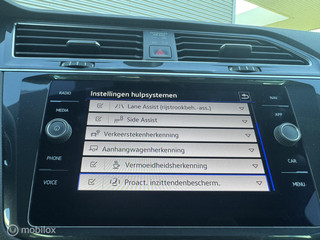 RADIO
MEDIA
PHONE
VOICE
Instellingen hulpsystemen
Lane Assist (rijstrookbeh.-ass.)
Side Assist
Verkeerstekenherkenning
Aanhangwagenherkenning
Vermoeidheidsherkenning
Proact. inzittendenbescherm.
NAV
APP
CAR
MENU
mobilox